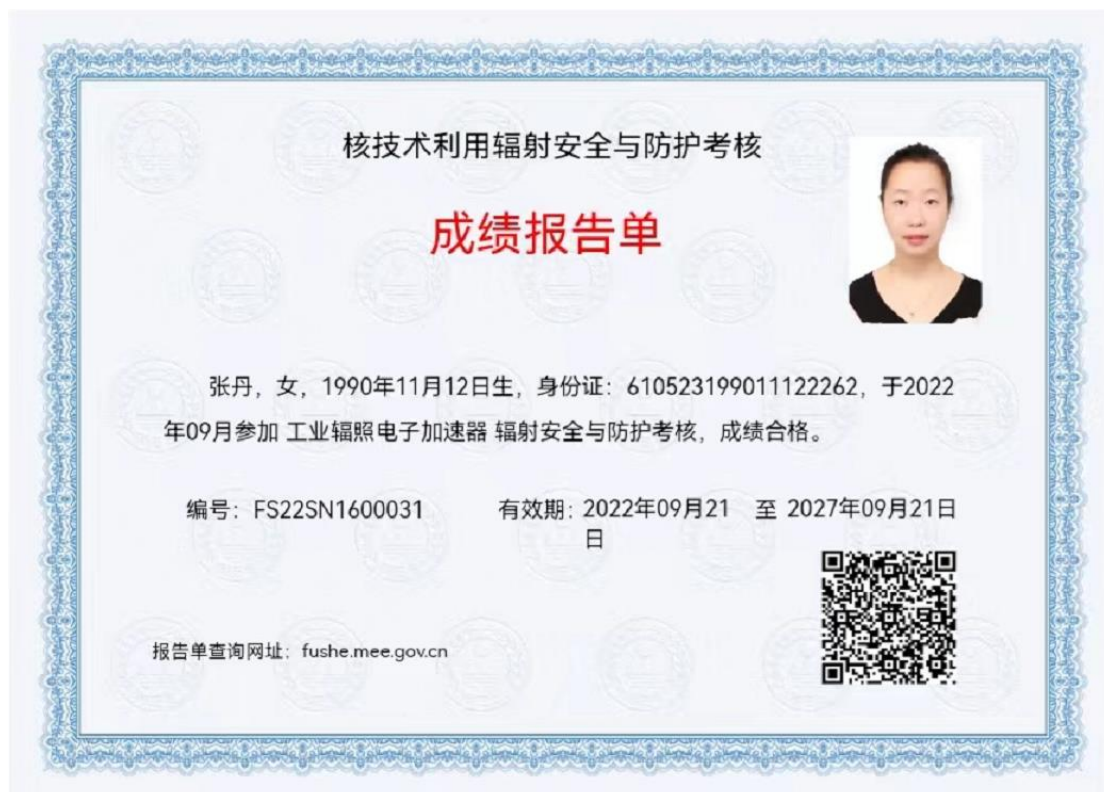 核技术利用辐射安全与防护考核
成绩报告单
张丹，女，1990年11月12日生，身份证：610523199011122262，于2022
年09月参加 工业辐照电子加速器 辐射安全与防护考核，成绩合格。
编号：FS22SN1600031 有效期：2022年09月21 至 2027年09月21日
日
报告单查询网址：fushe.mee.gov.cn